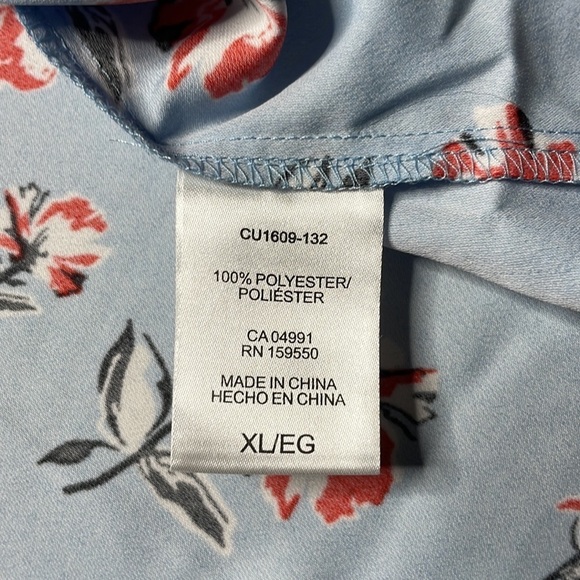 CU1609-132
100% POLYESTER/
POLIÉSTER
CA 04991
RN 159550
MADE IN CHINA
HECHO EN CHINA
XL/EG